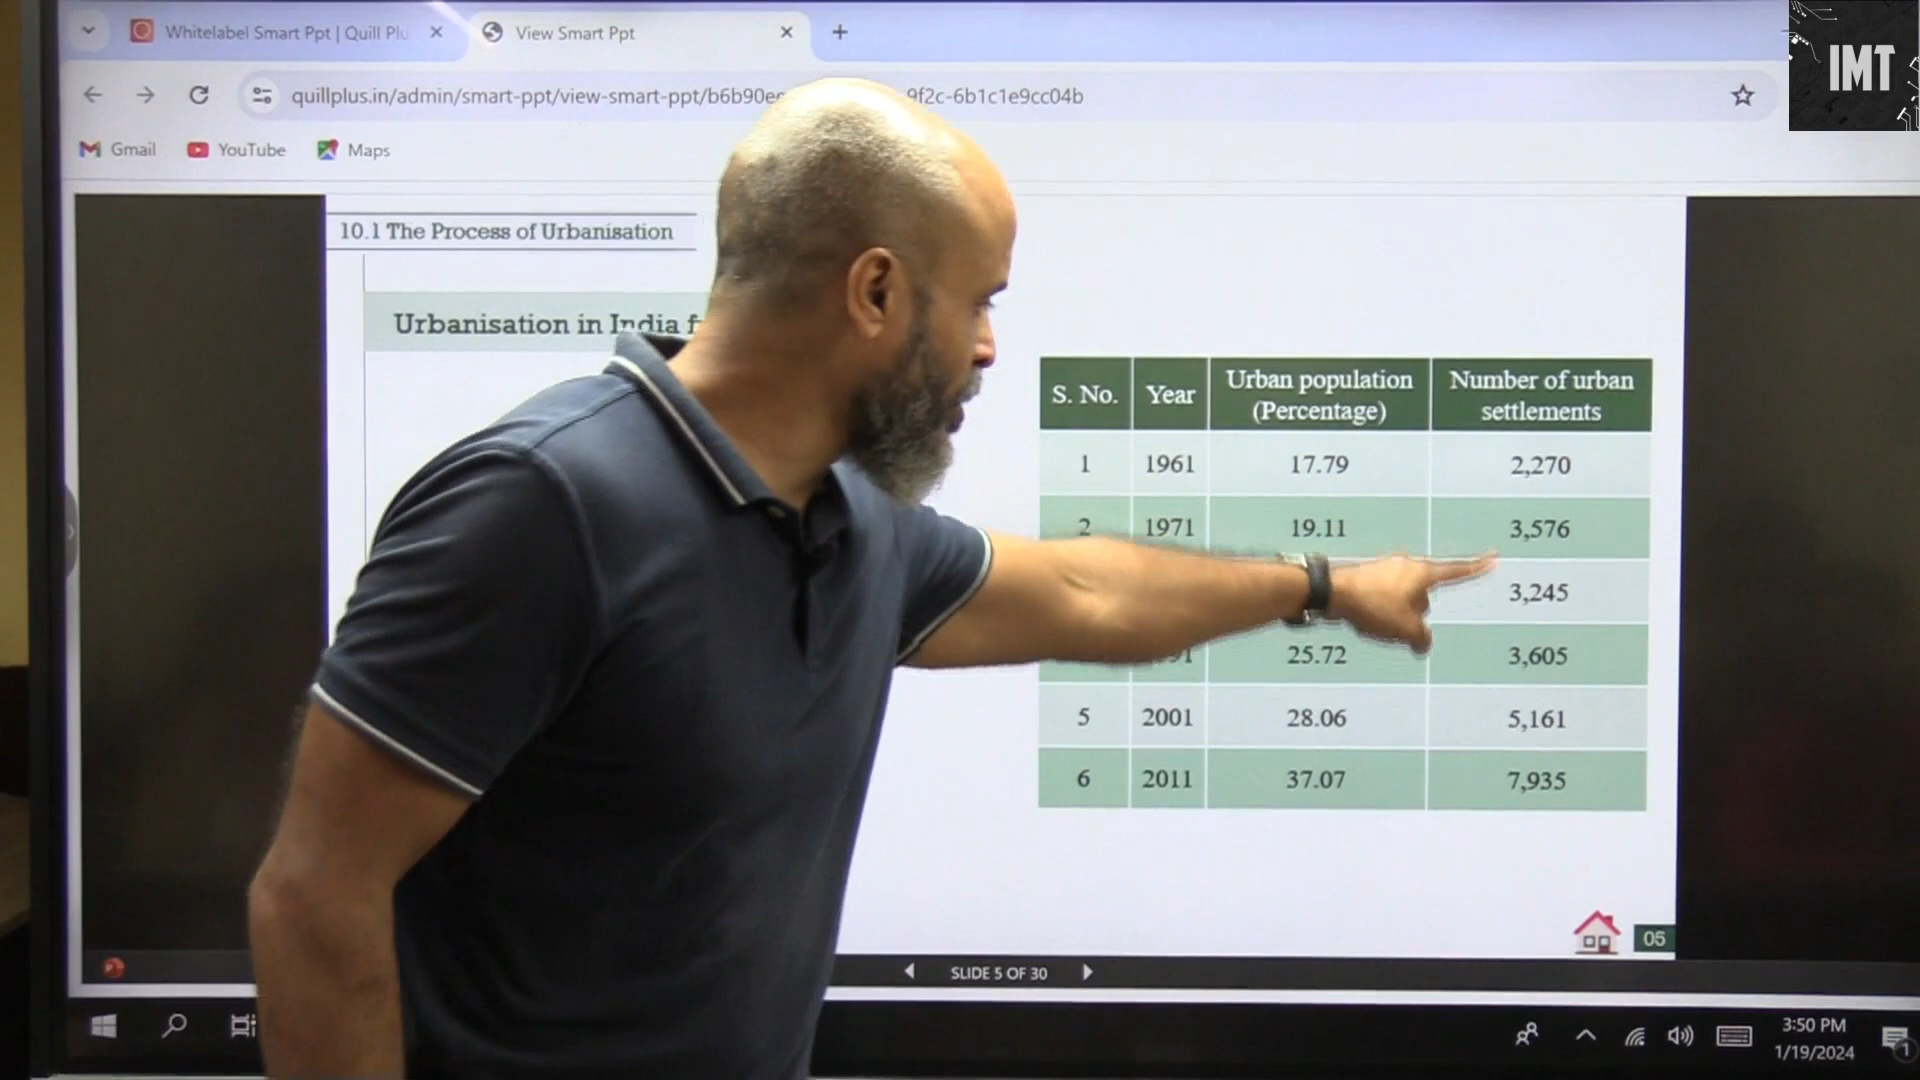 Whitelabel Smart Ppt | Quill Plu
View Smart Ppt
IMT
quillplus.in/admin/smart-ppt/view-smart-ppt/b6b90e
9f2c-6b1c1e9cc04b
Gmail YouTube Maps
10.1 The Process of Urbanisation
Urbanisation in India f
S. No. Year Urban population (Percentage) Number of urban settlements
1 1961 17.79 2,270
2 1971 19.11 3,576
3,245
25.72 3,605
5 2001 28.06 5,161
6 2011 37.07 7,935
05
SLIDE 5 OF 30
3:50 PM
1/19/2024
1